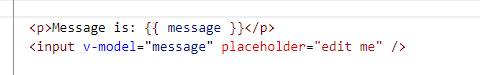 <p>Message is: {{ message }}</p>
<input v-model="message" placeholder="edit me" />